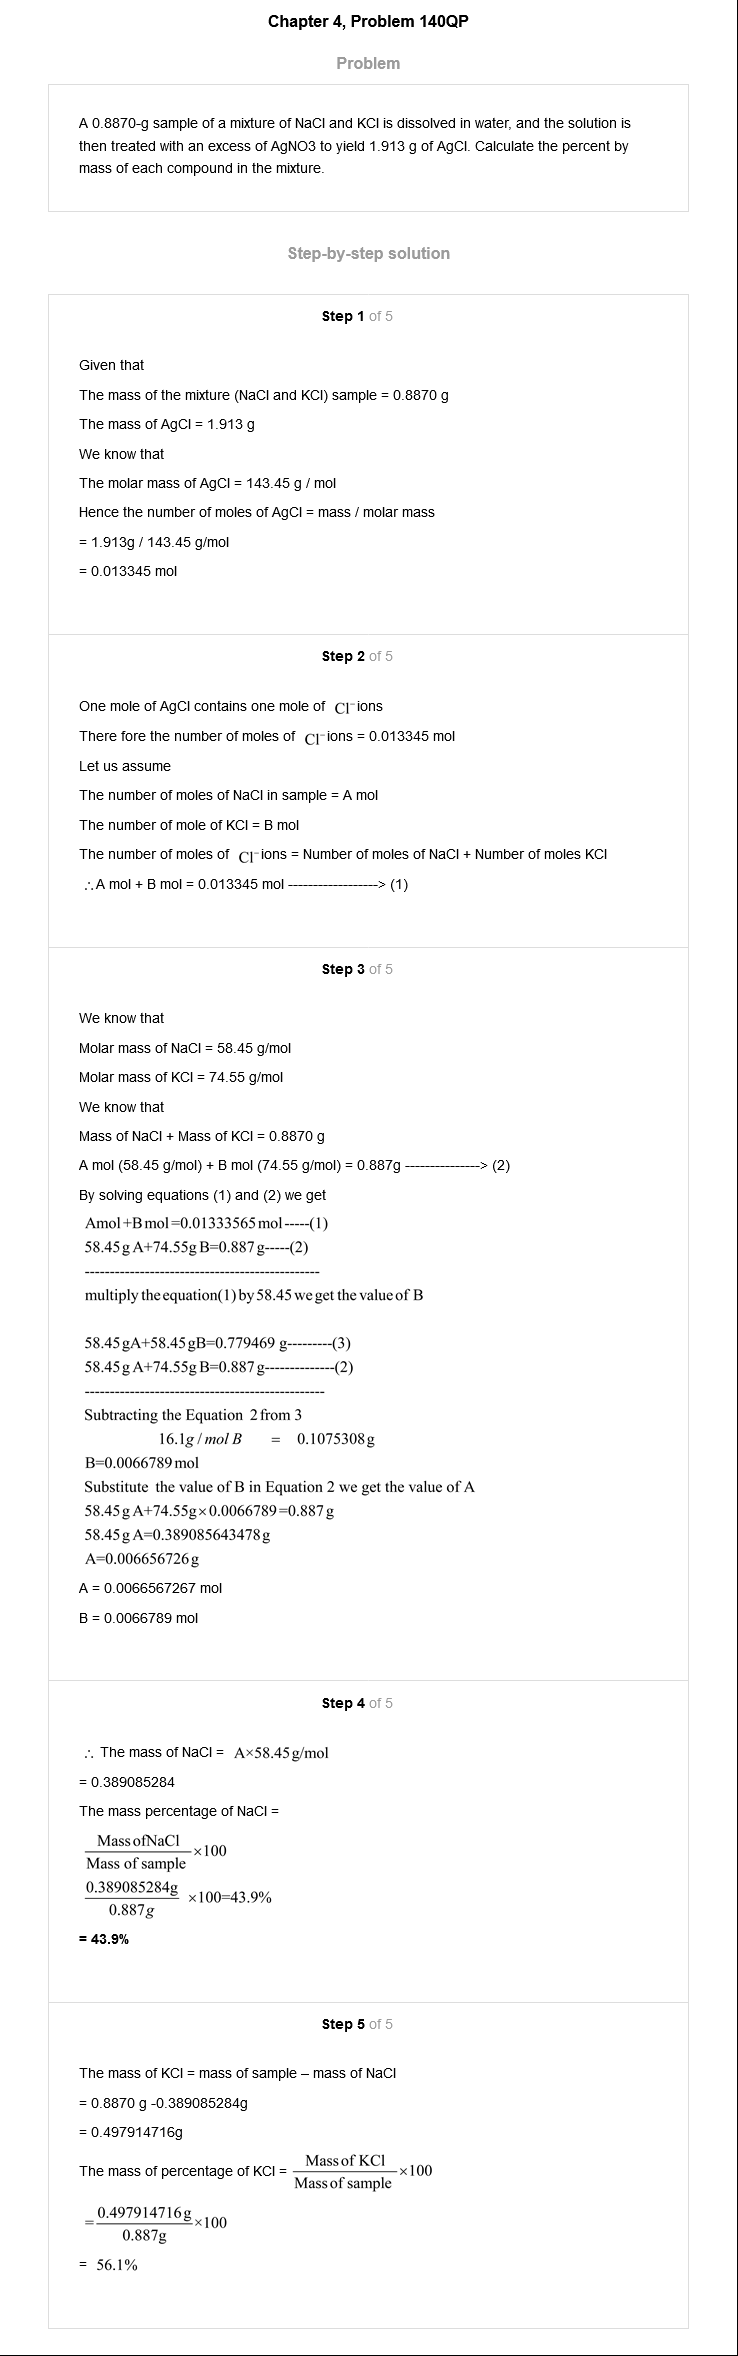 Chapter 4, Problem 140QP
Problem
A 0.8870-g sample of a mixture of NaCl and KCl is dissolved in water, and the solution is
then treated with an excess of AgNO3 to yield 1.913 g of AgCl. Calculate the percent by
mass of each compound in the mixture.
Step-by-step solution
Step 1 of 5
Given that
The mass of the mixture (NaCl and KCl) sample = 0.8870 g
The mass of AgCl = 1.913 g
We know that
The molar mass of AgCl = 143.45 g / mol
Hence the number of moles of AgCl = mass / molar mass
= 1.913g / 143.45 g/mol
= 0.013345 mol
Step 2 of 5
One mole of AgCl contains one mole of Cl⁻ ions
There fore the number of moles of Cl⁻ ions = 0.013345 mol
Let us assume
The number of moles of NaCl in sample = A mol
The number of mole of KCl = B mol
The number of moles of Cl⁻ ions = Number of moles of NaCl + Number of moles KCl
∴A mol + B mol = 0.013345 mol ------------------> (1)
Step 3 of 5
We know that
Molar mass of NaCl = 58.45 g/mol
Molar mass of KCl = 74.55 g/mol
We know that
Mass of NaCl + Mass of KCl = 0.8870 g
A mol (58.45 g/mol) + B mol (74.55 g/mol) = 0.887g ---------------> (2)
By solving equations (1) and (2) we get
Amol+Bmol=0.01333565mol-----(1)
58.45g A+74.55g B=0.887g-----(2)
-----------------------------------------------
multiply the equation(1) by 58.45 we get the value of B
58.45gA+58.45gB=0.779469 g---------(3)
58.45g A+74.55g B=0.887g--------------(2)
------------------------------------------------
Subtracting the Equation 2 from 3
16.1g / mol B = 0.1075308g
B=0.0066789mol
Substitute the value of B in Equation 2 we get the value of A
58.45g A+74.55g×0.0066789=0.887g
58.45g A=0.389085643478g
A=0.006656726g
A = 0.0066567267 mol
B = 0.0066789 mol
Step 4 of 5
∴ The mass of NaCl = A×58.45g/mol
= 0.389085284
The mass percentage of NaCl =
Mass ofNaCl
Mass of sample ×100
0.389085284g
0.887g ×100=43.9%
= 43.9%
Step 5 of 5
The mass of KCl = mass of sample – mass of NaCl
= 0.8870 g -0.389085284g
= 0.497914716g
The mass of percentage of KCl = Mass of KCl
Mass of sample ×100
= 0.497914716g
0.887g ×100
= 56.1%